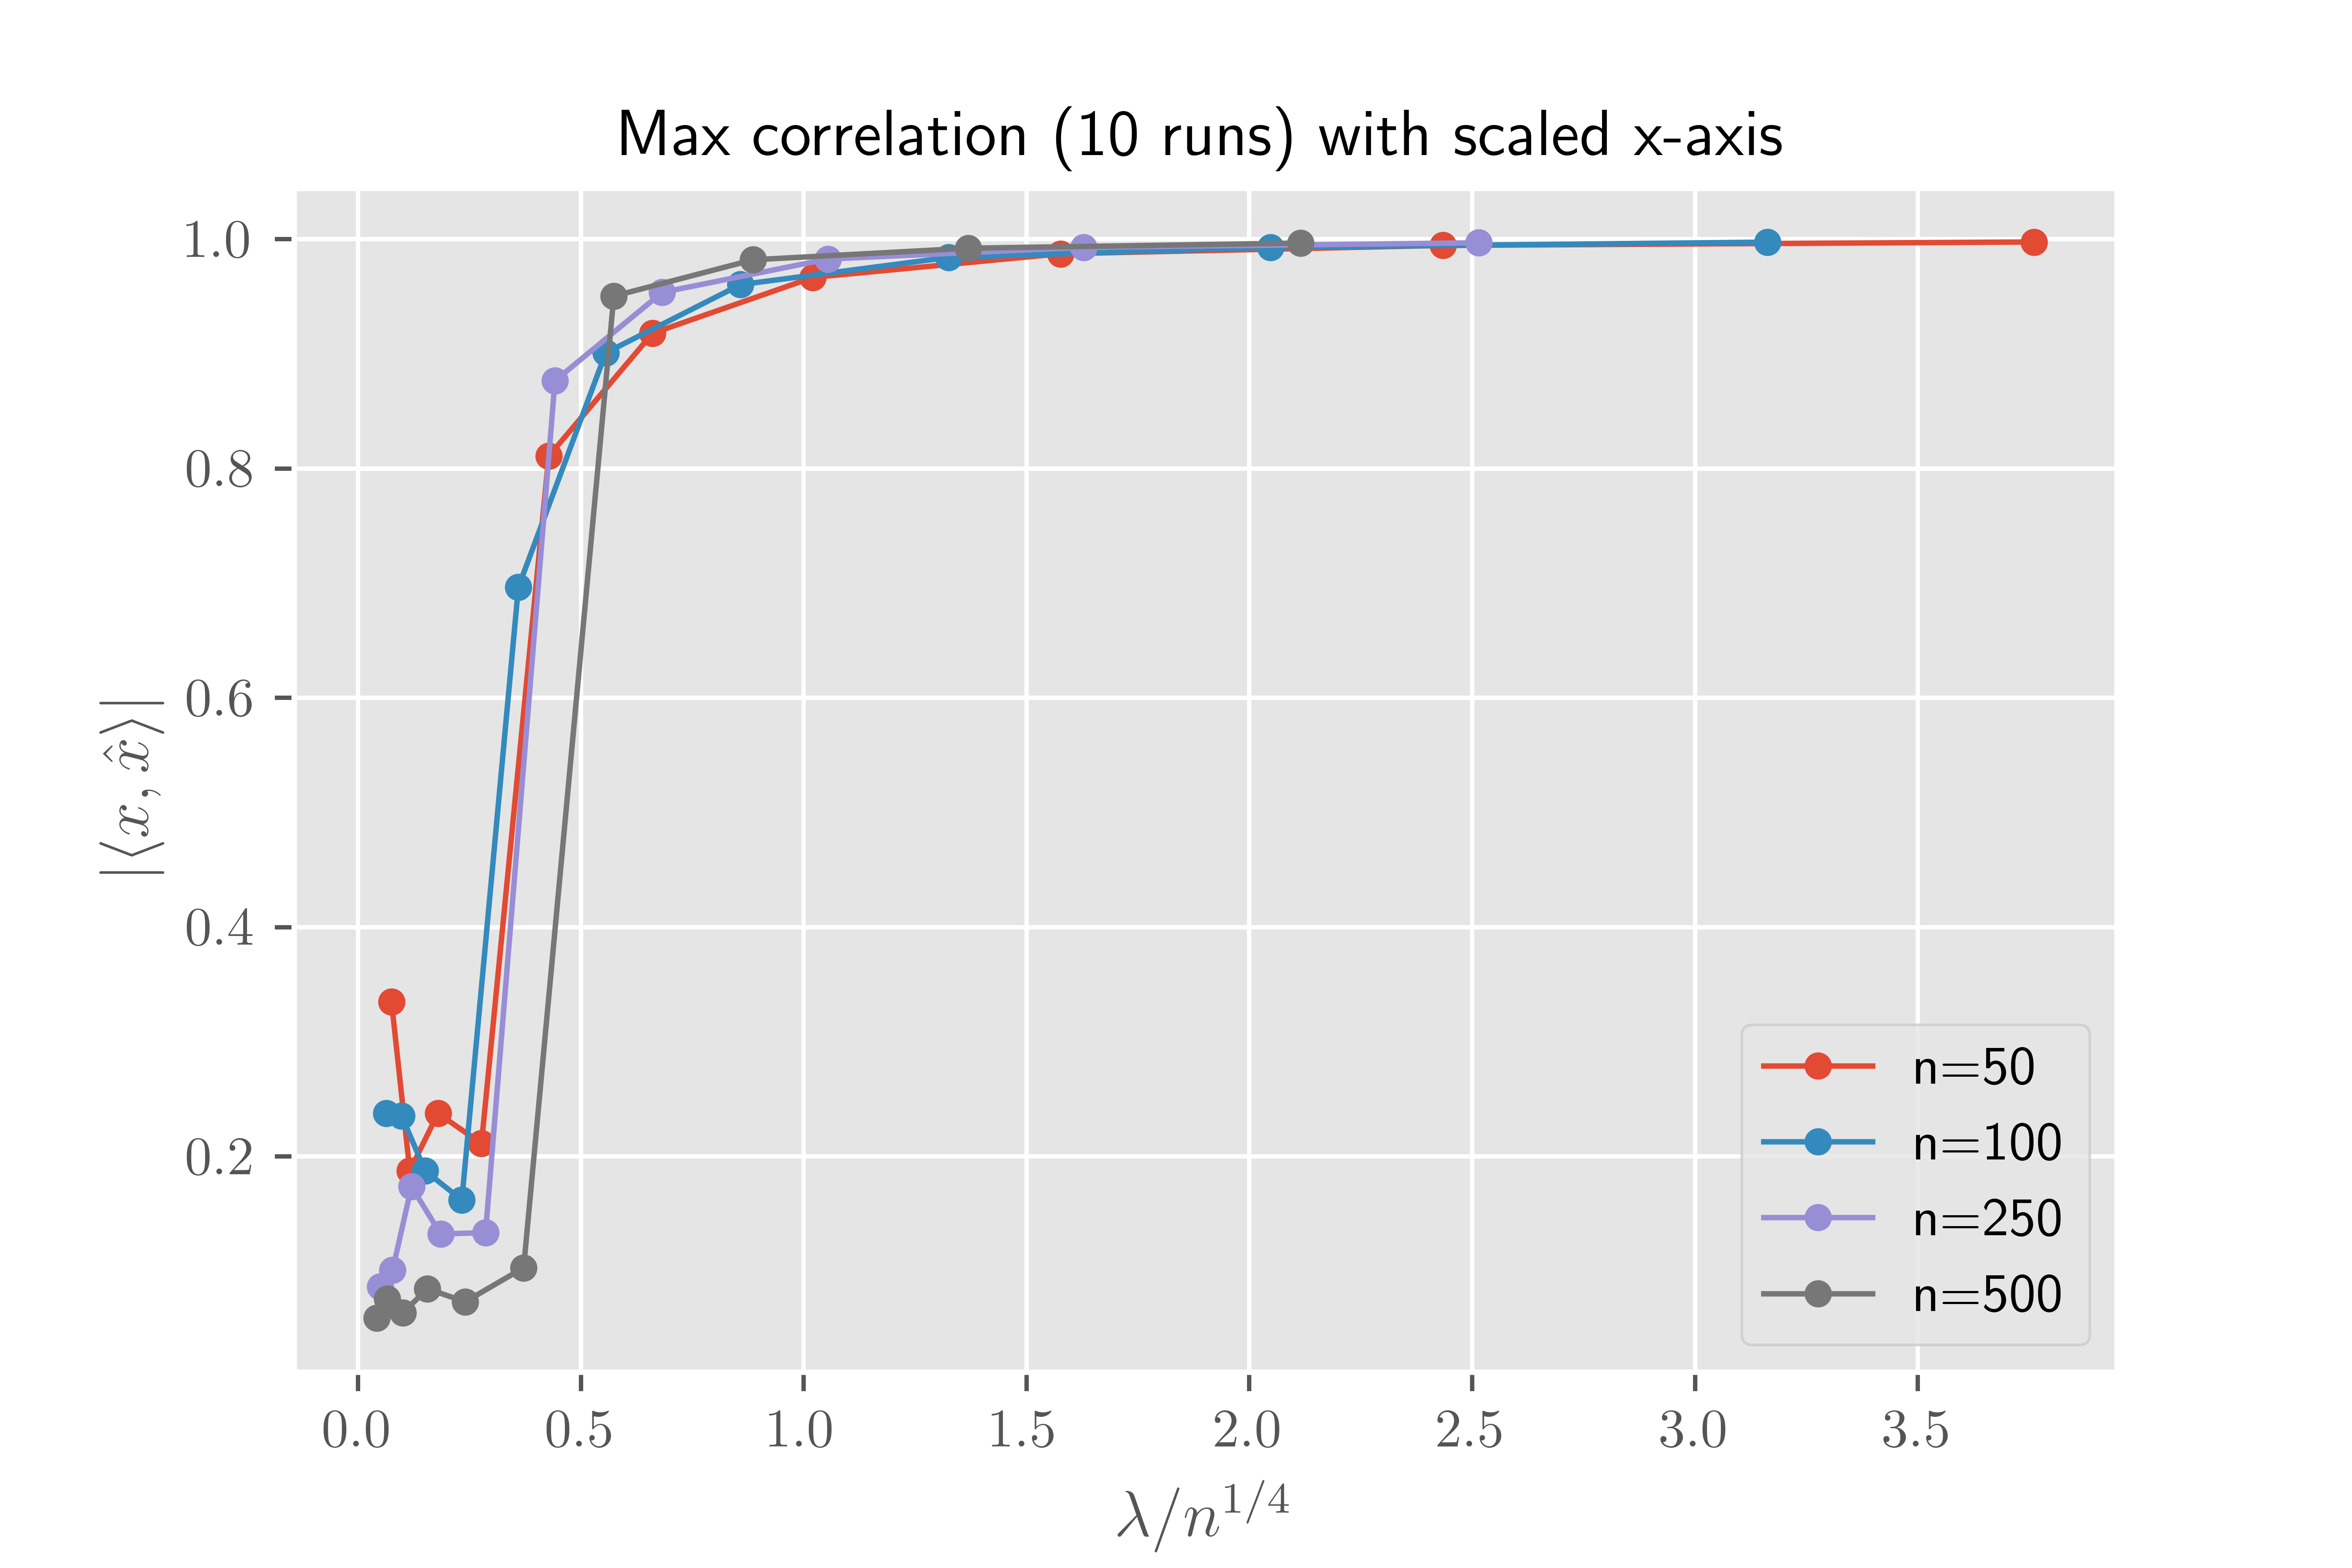 Max correlation (10 runs) with scaled x-axis
1.0
0.8
0.6
0.4
0.2
|⟨x, x̂⟩|
n=50
n=100
n=250
n=500
0.0 0.5 1.0 1.5 2.0 2.5 3.0 3.5
λ/n^{1/4}